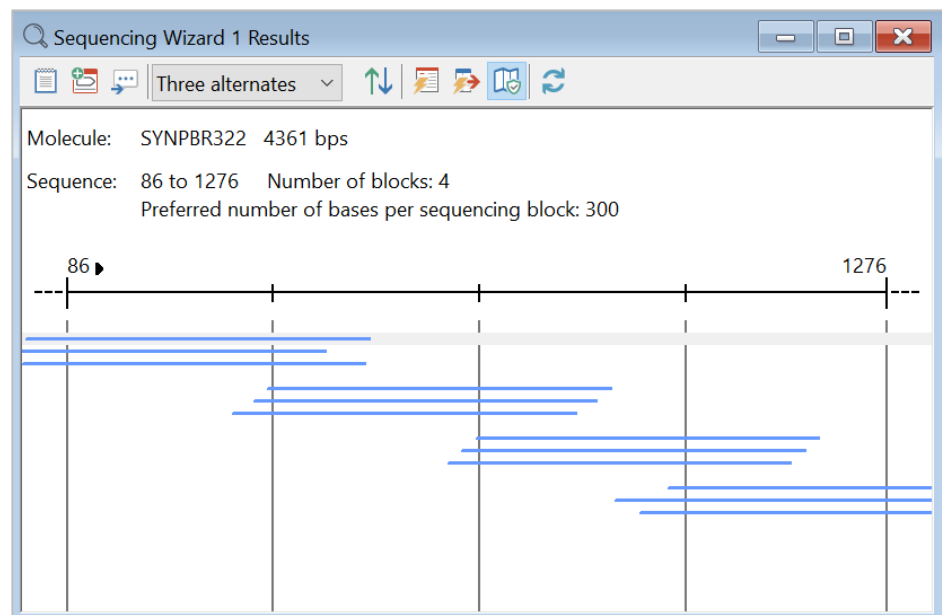 Sequencing Wizard 1 Results
Three alternates
Molecule: SYNPBR322 4361 bps
Sequence: 86 to 1276 Number of blocks: 4
Preferred number of bases per sequencing block: 300
86 1276